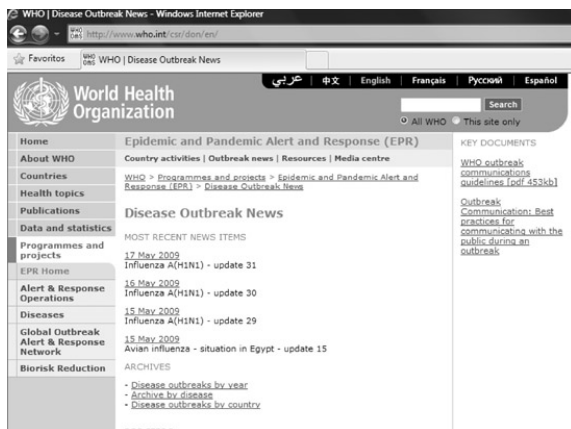 WHO | Disease Outbreak News - Windows Internet Explorer
http://www.who.int/csr/don/en/
Favoritos WHO | Disease Outbreak News
عربي | 中文 | English | Français | Русский | Español
World Health
Organization
Search
All WHO This site only
Home
About WHO
Countries
Health topics
Publications
Data and statistics
Programmes and
projects
EPR Home
Alert & Response
Operations
Diseases
Global Outbreak
Alert & Response
Network
Biorisk Reduction
Epidemic and Pandemic Alert and Response (EPR)
Country activities | Outbreak news | Resources | Media centre
WHO > Programmes and projects > Epidemic and Pandemic Alert and
Response (EPR) > Disease Outbreak News
Disease Outbreak News
MOST RECENT NEWS ITEMS
17 May 2009
Influenza A(H1N1) - update 31
16 May 2009
Influenza A(H1N1) - update 30
15 May 2009
Influenza A(H1N1) - update 29
15 May 2009
Avian influenza - situation in Egypt - update 15
ARCHIVES
- Disease outbreaks by year
- Archive by disease
- Disease outbreaks by country
KEY DOCUMENTS
WHO outbreak
communications
guidelines [pdf 453kb]
Outbreak
Communication: Best
practices for
communicating with the
public during an
outbreak